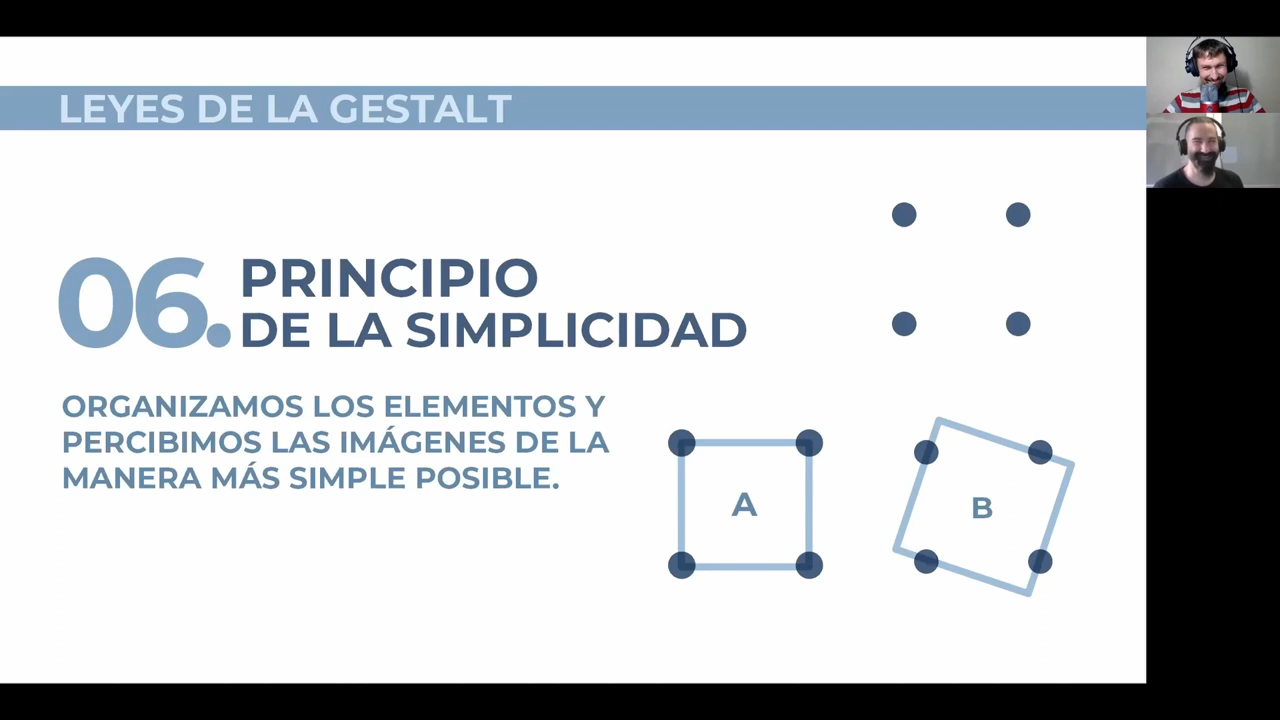 LEYES DE LA GESTALT
06. PRINCIPIO
DE LA SIMPLICIDAD
ORGANIZAMOS LOS ELEMENTOS Y
PERCIBIMOS LAS IMÁGENES DE LA
MANERA MÁS SIMPLE POSIBLE.
A
B